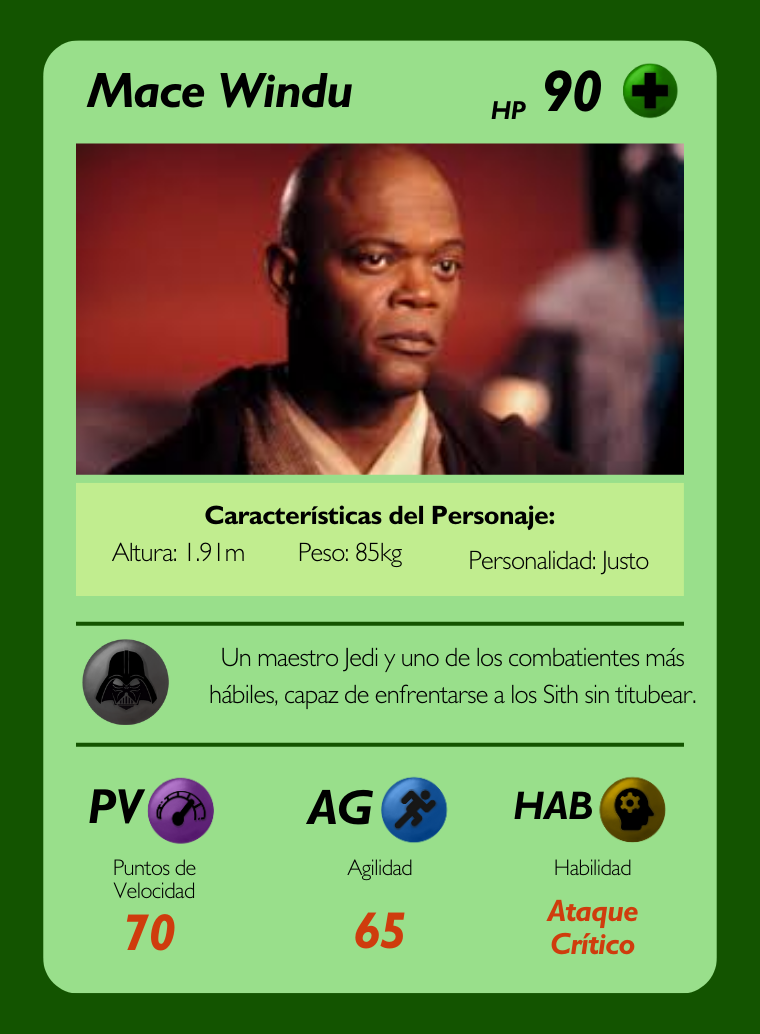 Mace Windu
HP 90
Características del Personaje:
Altura: 1.91m Peso: 85kg Personalidad: Justo
Un maestro Jedi y uno de los combatientes más
hábiles, capaz de enfrentarse a los Sith sin titubear.
PV AG HAB
Puntos de
Velocidad
70
Agilidad
65
Habilidad
Ataque
Crítico